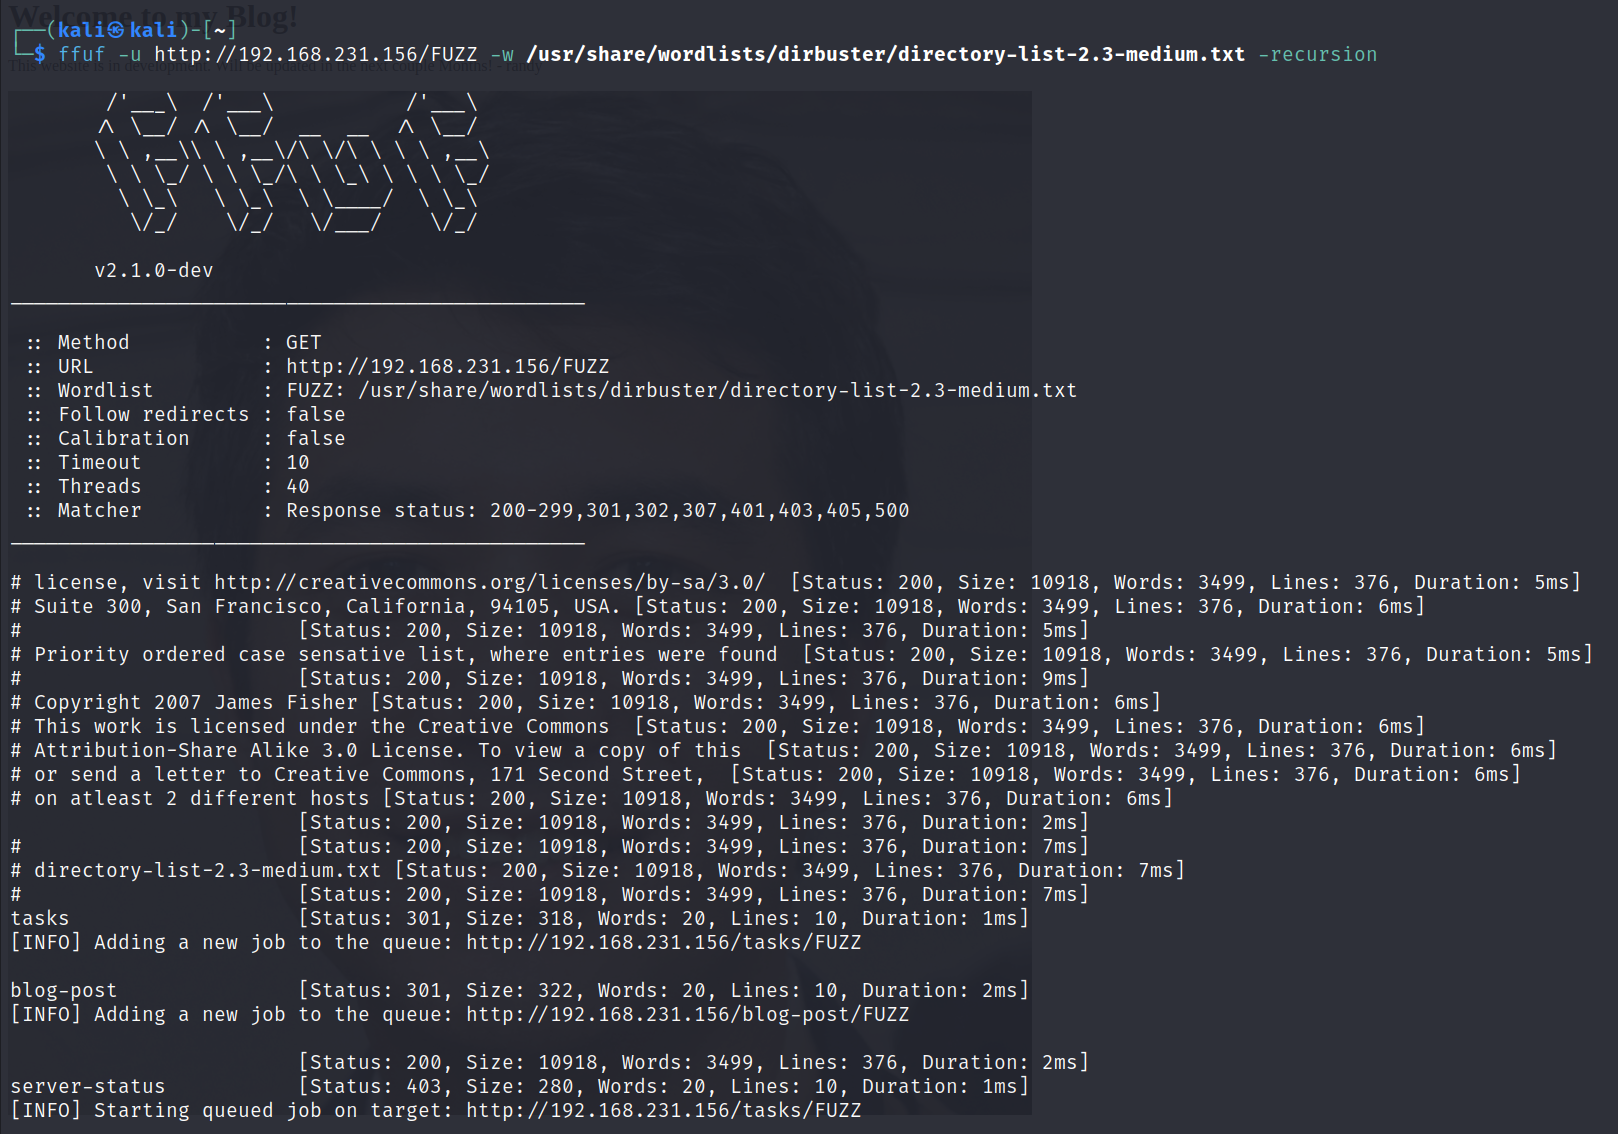 Welcome to my Blog!
┌──(kali㉿kali)-[~]
└─$ ffuf -u http://192.168.231.156/FUZZ -w /usr/share/wordlists/dirbuster/directory-list-2.3-medium.txt -recursion
This website is in development. Will be updated in the next couple Months! - randy
        /'___\  /'___\           /'___\
       /\ \__/ /\ \__/  __  __  /\ \__/
       \ \ ,__\\ \ ,__\/\ \/\ \ \ \ ,__\
        \ \ \_/ \ \ \_/\ \ \_\ \ \ \ \_/
         \ \_\   \ \_\  \ \____/  \ \_\
          \/_/    \/_/   \/___/    \/_/
v2.1.0-dev
________________________________________________
:: Method           : GET
:: URL              : http://192.168.231.156/FUZZ
:: Wordlist         : FUZZ: /usr/share/wordlists/dirbuster/directory-list-2.3-medium.txt
:: Follow redirects : false
:: Calibration      : false
:: Timeout          : 10
:: Threads          : 40
:: Matcher          : Response status: 200-299,301,302,307,401,403,405,500
________________________________________________
# license, visit http://creativecommons.org/licenses/by-sa/3.0/  [Status: 200, Size: 10918, Words: 3499, Lines: 376, Duration: 5ms]
# Suite 300, San Francisco, California, 94105, USA. [Status: 200, Size: 10918, Words: 3499, Lines: 376, Duration: 6ms]
#                       [Status: 200, Size: 10918, Words: 3499, Lines: 376, Duration: 5ms]
# Priority ordered case sensative list, where entries were found  [Status: 200, Size: 10918, Words: 3499, Lines: 376, Duration: 5ms]
#                       [Status: 200, Size: 10918, Words: 3499, Lines: 376, Duration: 9ms]
# Copyright 2007 James Fisher [Status: 200, Size: 10918, Words: 3499, Lines: 376, Duration: 6ms]
# This work is licensed under the Creative Commons  [Status: 200, Size: 10918, Words: 3499, Lines: 376, Duration: 6ms]
# Attribution-Share Alike 3.0 License. To view a copy of this  [Status: 200, Size: 10918, Words: 3499, Lines: 376, Duration: 6ms]
# or send a letter to Creative Commons, 171 Second Street,  [Status: 200, Size: 10918, Words: 3499, Lines: 376, Duration: 6ms]
# on atleast 2 different hosts [Status: 200, Size: 10918, Words: 3499, Lines: 376, Duration: 6ms]
                        [Status: 200, Size: 10918, Words: 3499, Lines: 376, Duration: 2ms]
#                       [Status: 200, Size: 10918, Words: 3499, Lines: 376, Duration: 7ms]
# directory-list-2.3-medium.txt [Status: 200, Size: 10918, Words: 3499, Lines: 376, Duration: 7ms]
#                       [Status: 200, Size: 10918, Words: 3499, Lines: 376, Duration: 7ms]
tasks                   [Status: 301, Size: 318, Words: 20, Lines: 10, Duration: 1ms]
[INFO] Adding a new job to the queue: http://192.168.231.156/tasks/FUZZ
blog-post               [Status: 301, Size: 322, Words: 20, Lines: 10, Duration: 2ms]
[INFO] Adding a new job to the queue: http://192.168.231.156/blog-post/FUZZ
                        [Status: 200, Size: 10918, Words: 3499, Lines: 376, Duration: 2ms]
server-status           [Status: 403, Size: 280, Words: 20, Lines: 10, Duration: 1ms]
[INFO] Starting queued job on target: http://192.168.231.156/tasks/FUZZ